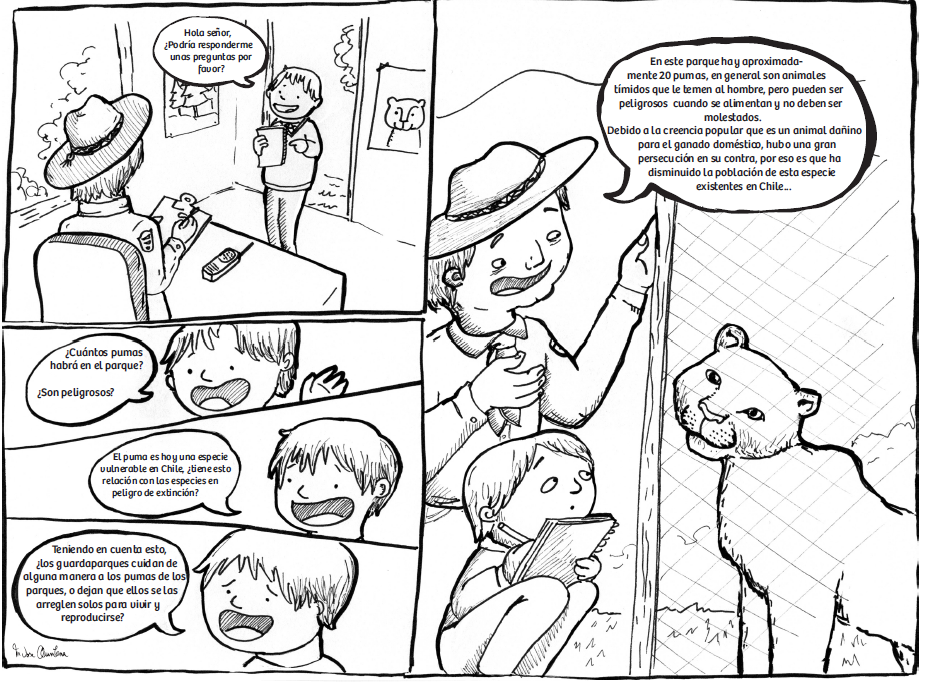 Hola señor,
¿Podría responderme
unas preguntas por
favor?
¿Cuántos pumas
habrá en el parque?
¿Son peligrosos?
El puma es hoy una especie
vulnerable en Chile, ¿tiene esto
relación con las especies en
peligro de extinción?
Teniendo en cuenta esto,
¿los guardaparques cuidan de
alguna manera a los pumas de los
parques, o dejan que ellos se las
arreglen solos para vivir y
reproducirse?
En este parque hay aproximada-
mente 20 pumas, en general son animales
tímidos que le temen al hombre, pero pueden ser
peligrosos cuando se alimentan y no deben ser
molestados.
Debido a la creencia popular que es un animal dañino
para el ganado doméstico, hubo una gran
persecución en su contra, por eso es que ha
disminuido la población de esta especie
existentes en Chile...